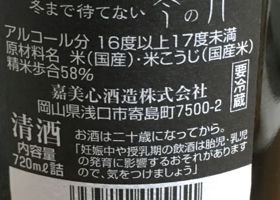 冬まで待てない
アルコール分 16度以上17度未満
原材料名 米(国産)・米こうじ(国産米)
精米歩合58%
要冷蔵
嘉美心酒造株式会社
岡山県浅口市寄島町7500-2
清酒
内容量
720mℓ詰
お酒は二十歳になってから。
「妊娠中や授乳期の飲酒は胎児・乳児
の発育に影響するおそれがあります
ので、気をつけましょう」